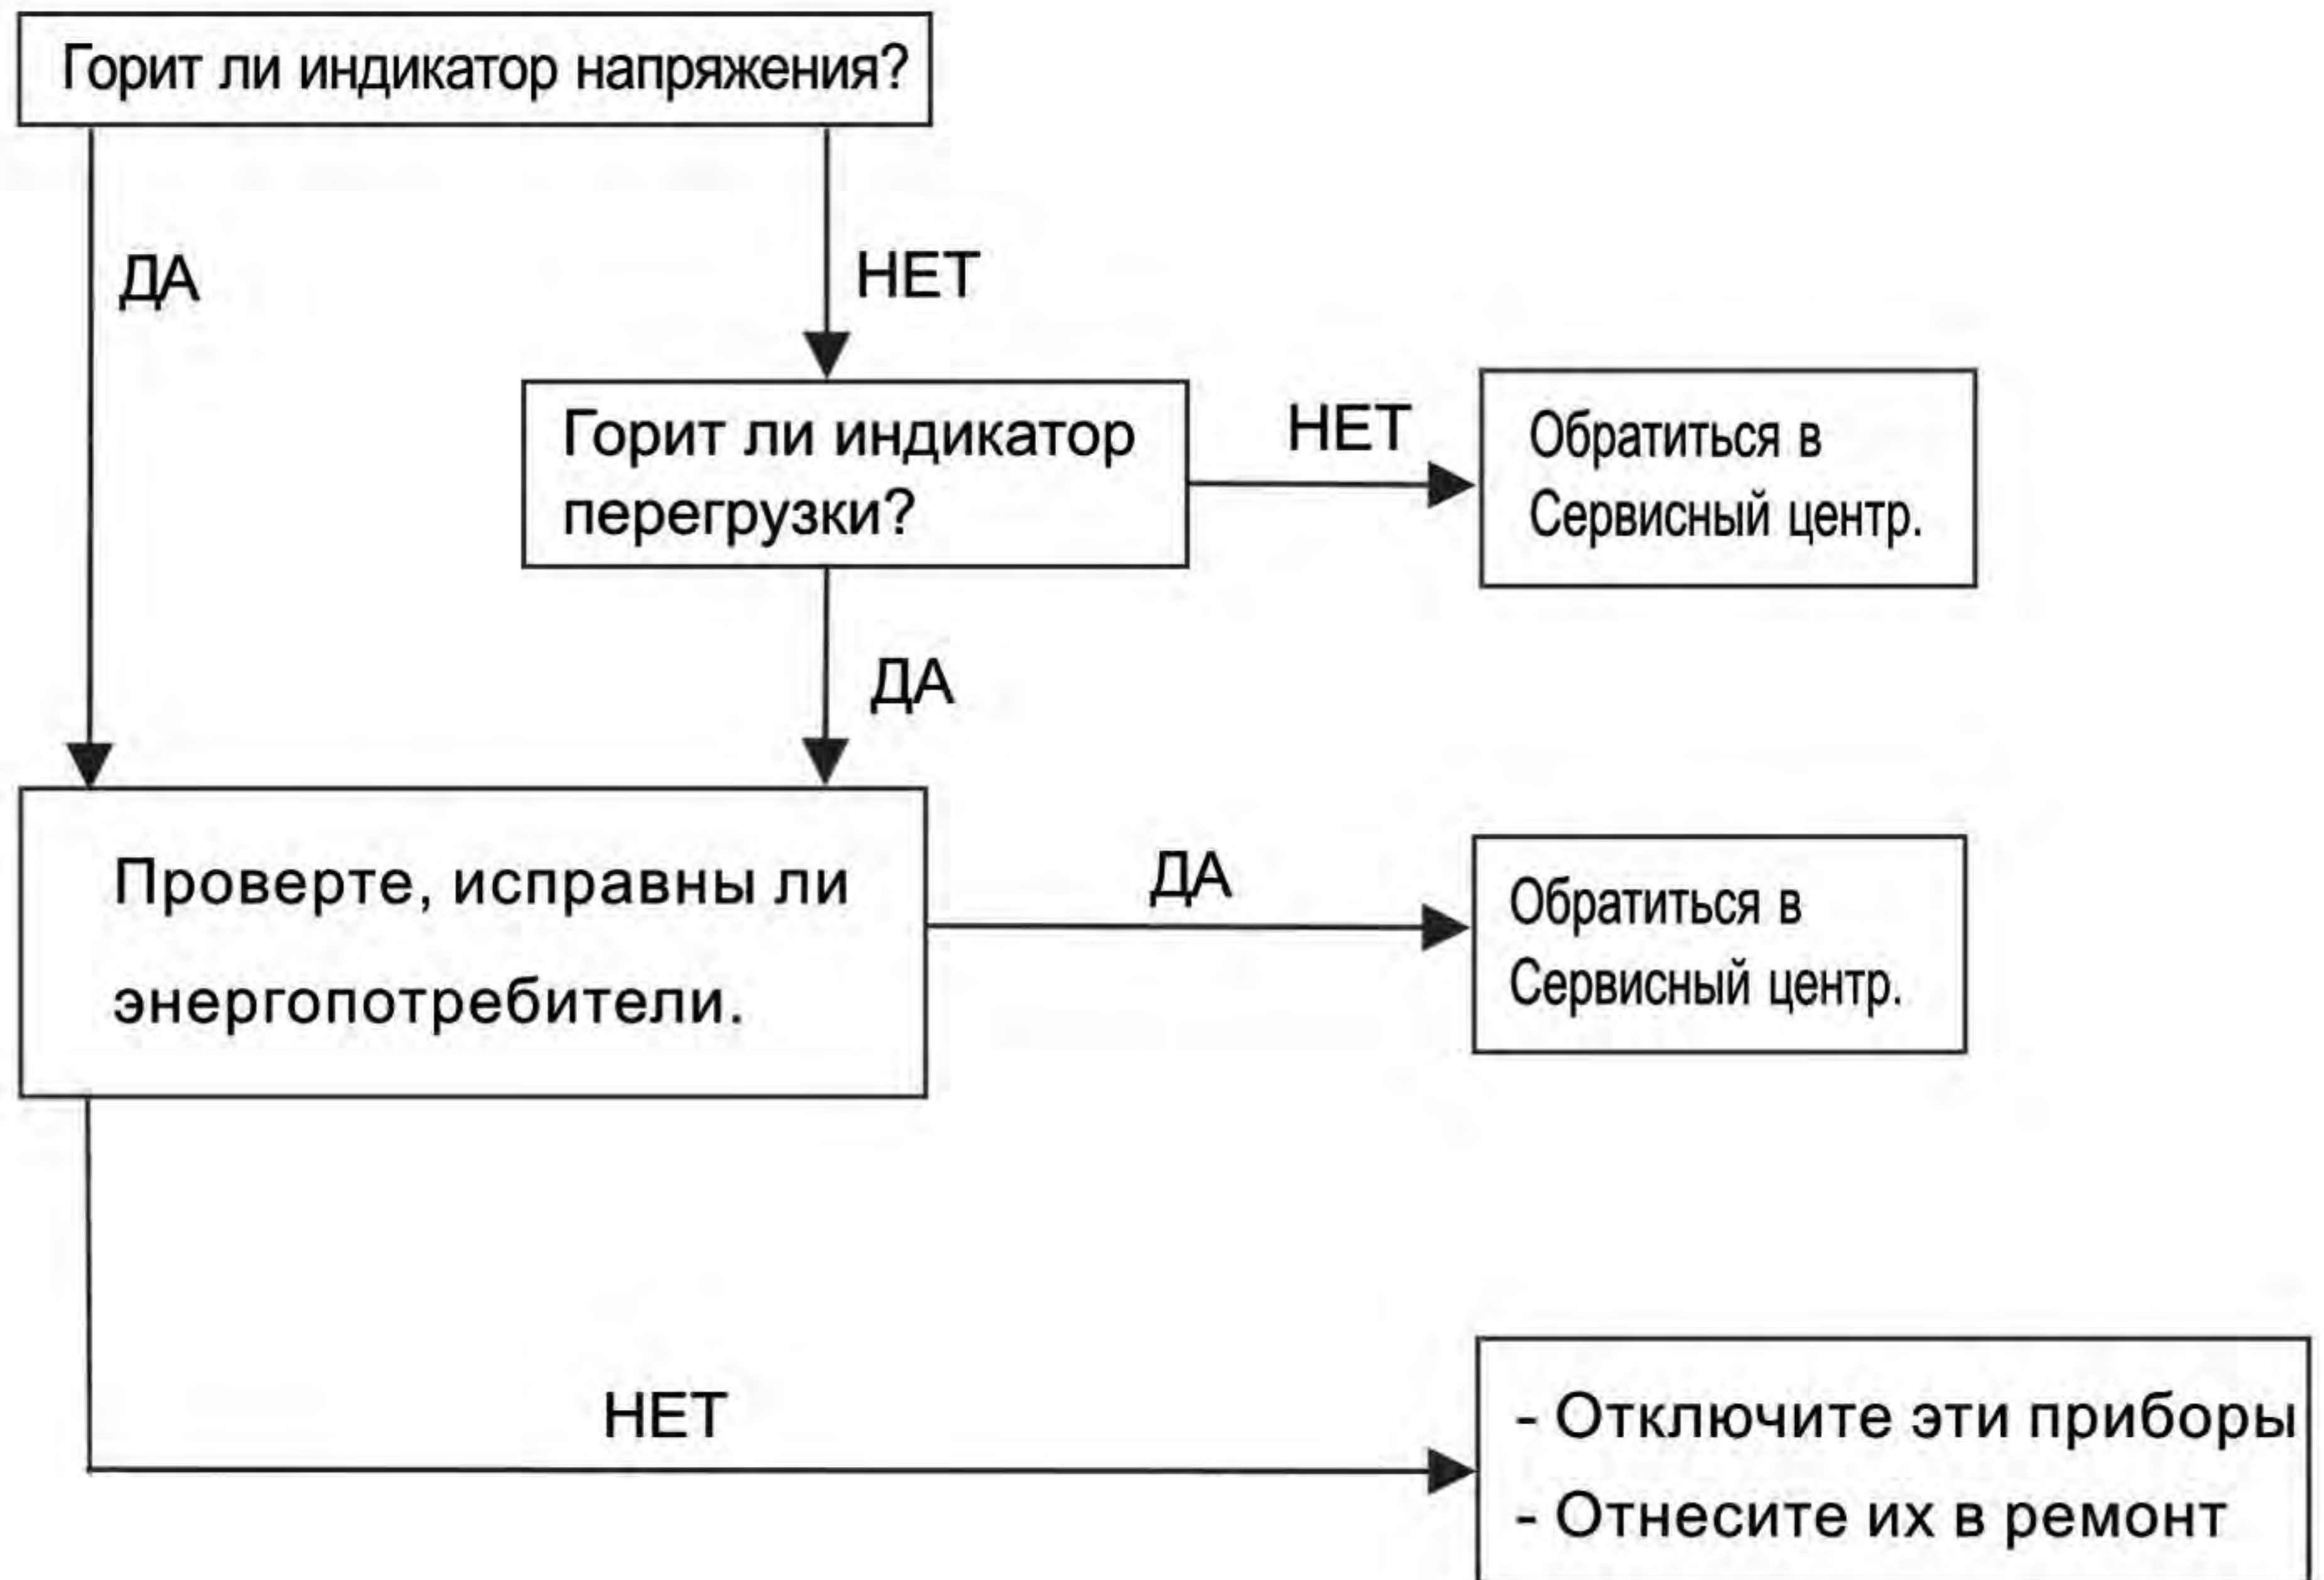 Горит ли индикатор напряжения?
ДА
НЕТ
Горит ли индикатор
перегрузки?
НЕТ
Обратиться в
Сервисный центр.
ДА
Проверте, исправны ли
энергопотребители.
ДА
Обратиться в
Сервисный центр.
НЕТ
- Отключите эти приборы
- Отнесите их в ремонт